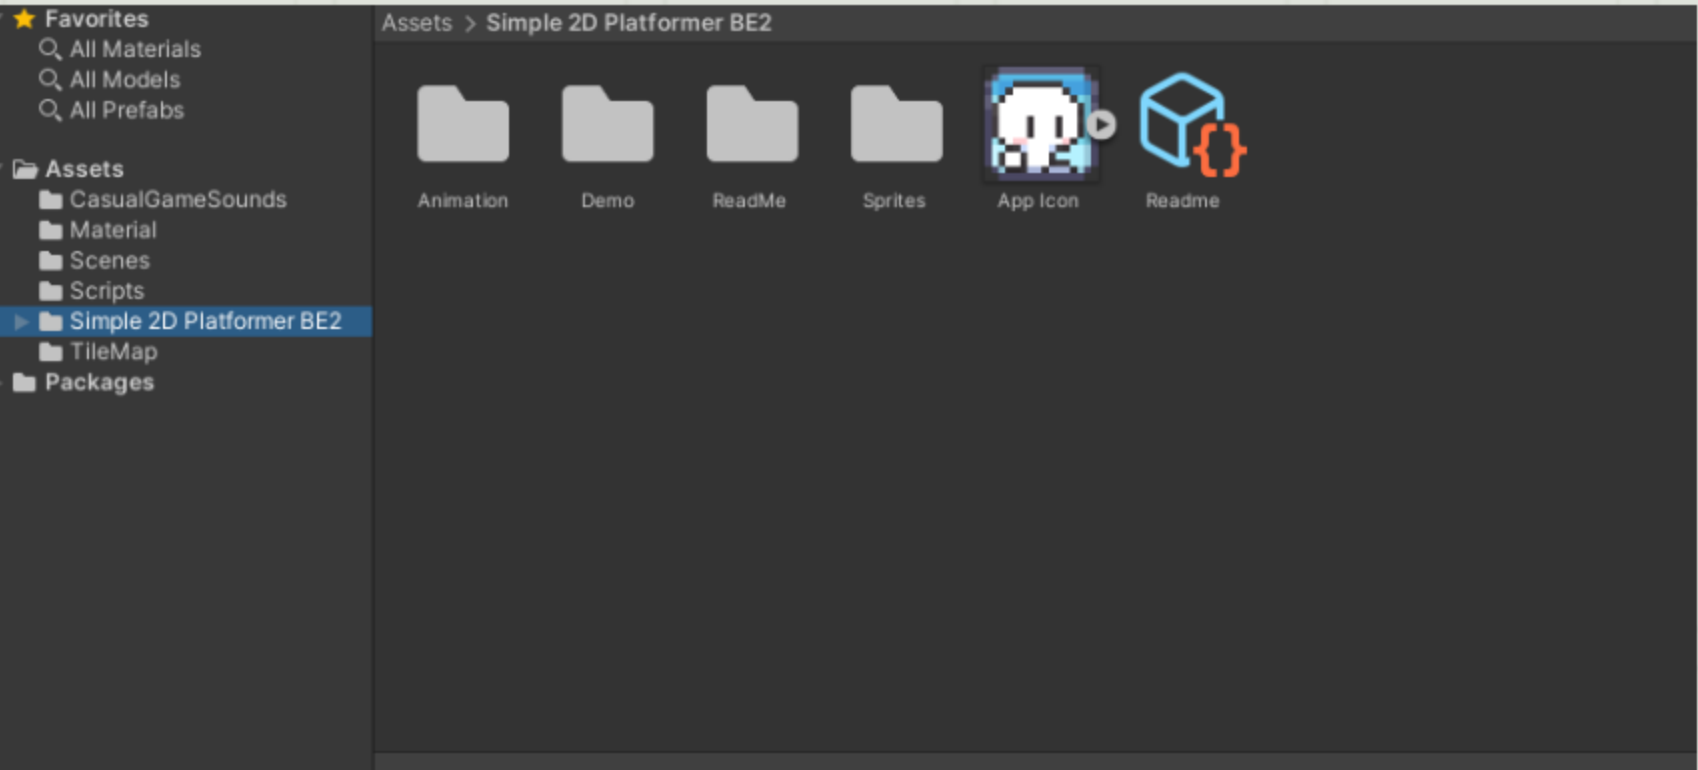 Favorites
All Materials
All Models
All Prefabs
Assets
CasualGameSounds
Material
Scenes
Scripts
Simple 2D Platformer BE2
TileMap
Packages
Assets > Simple 2D Platformer BE2
Animation
Demo
ReadMe
Sprites
App Icon
Readme